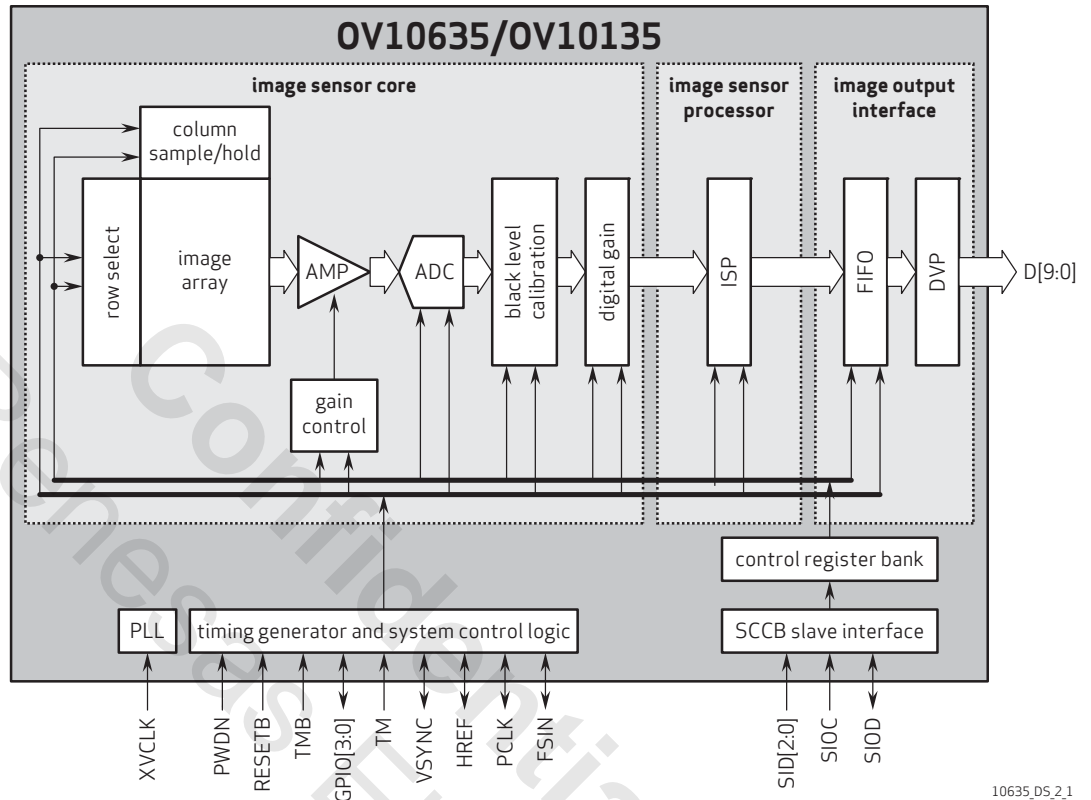 OV10635/OV10135
image sensor core
image sensor
processor
image output
interface
column
sample/hold
row select
image
array
AMP
ADC
black level
calibration
digital gain
ISP
FIFO
DVP
D[9:0]
gain
control
control register bank
PLL
timing generator and system control logic
SCCB slave interface
XVCLK
PWDN
RESETB
TMB
GPIO[3:0]
TM
VSYNC
HREF
PCLK
FSIN
SID[2:0]
SIOC
SIOD
10635_DS_2_1
Confidential
Renesas